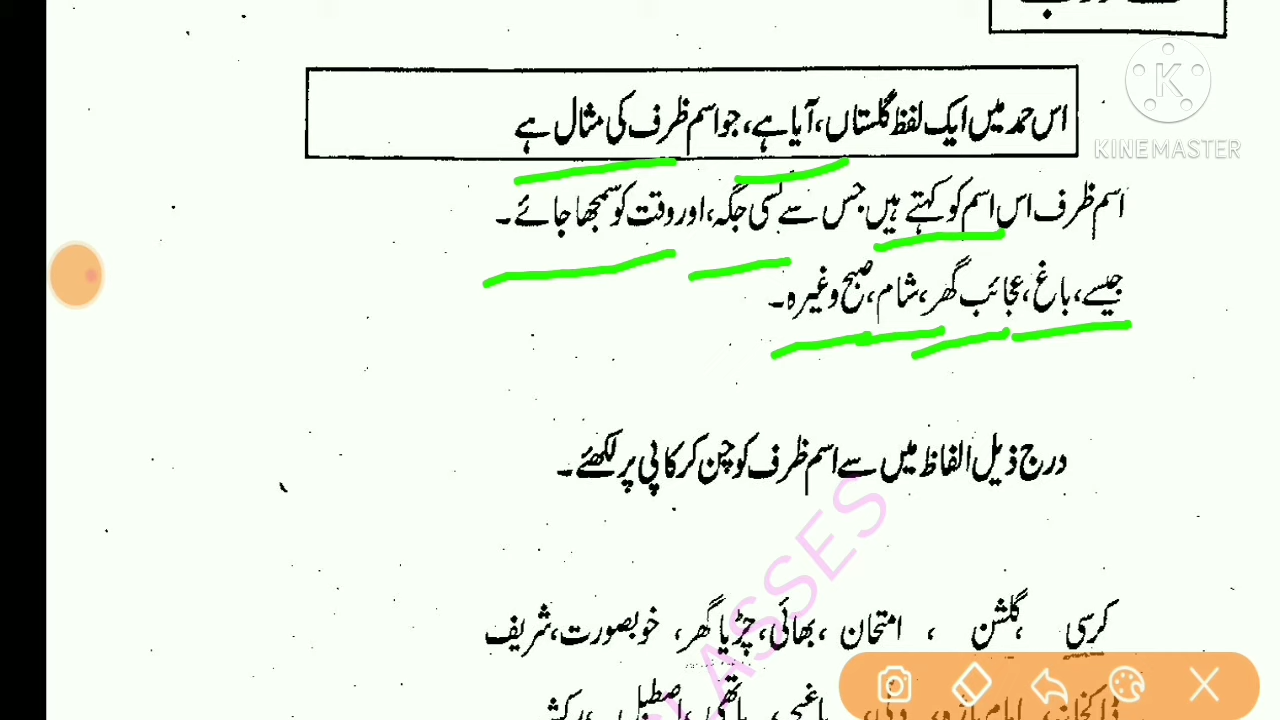 اس حمد میں ایک لفظ گلستاں، آیا ہے، جو اسم ظرف کی مثال ہے
KINEMASTER
اسم ظرف اس اسم کو کہتے ہیں جس سے کسی جگہ، اور وقت کو سمجھا جائے۔
جیسے، باغ، عجائب گھر، شام، صبح وغیرہ۔
درج ذیل الفاظ میں سے اسم ظرف کو چن کر کاپی پر لکھئے۔
کرسی ، گلشن ، امتحان ، بھائی، چڑیا گھر، خوبصورت، شریف
ہاتھی، اصطبل